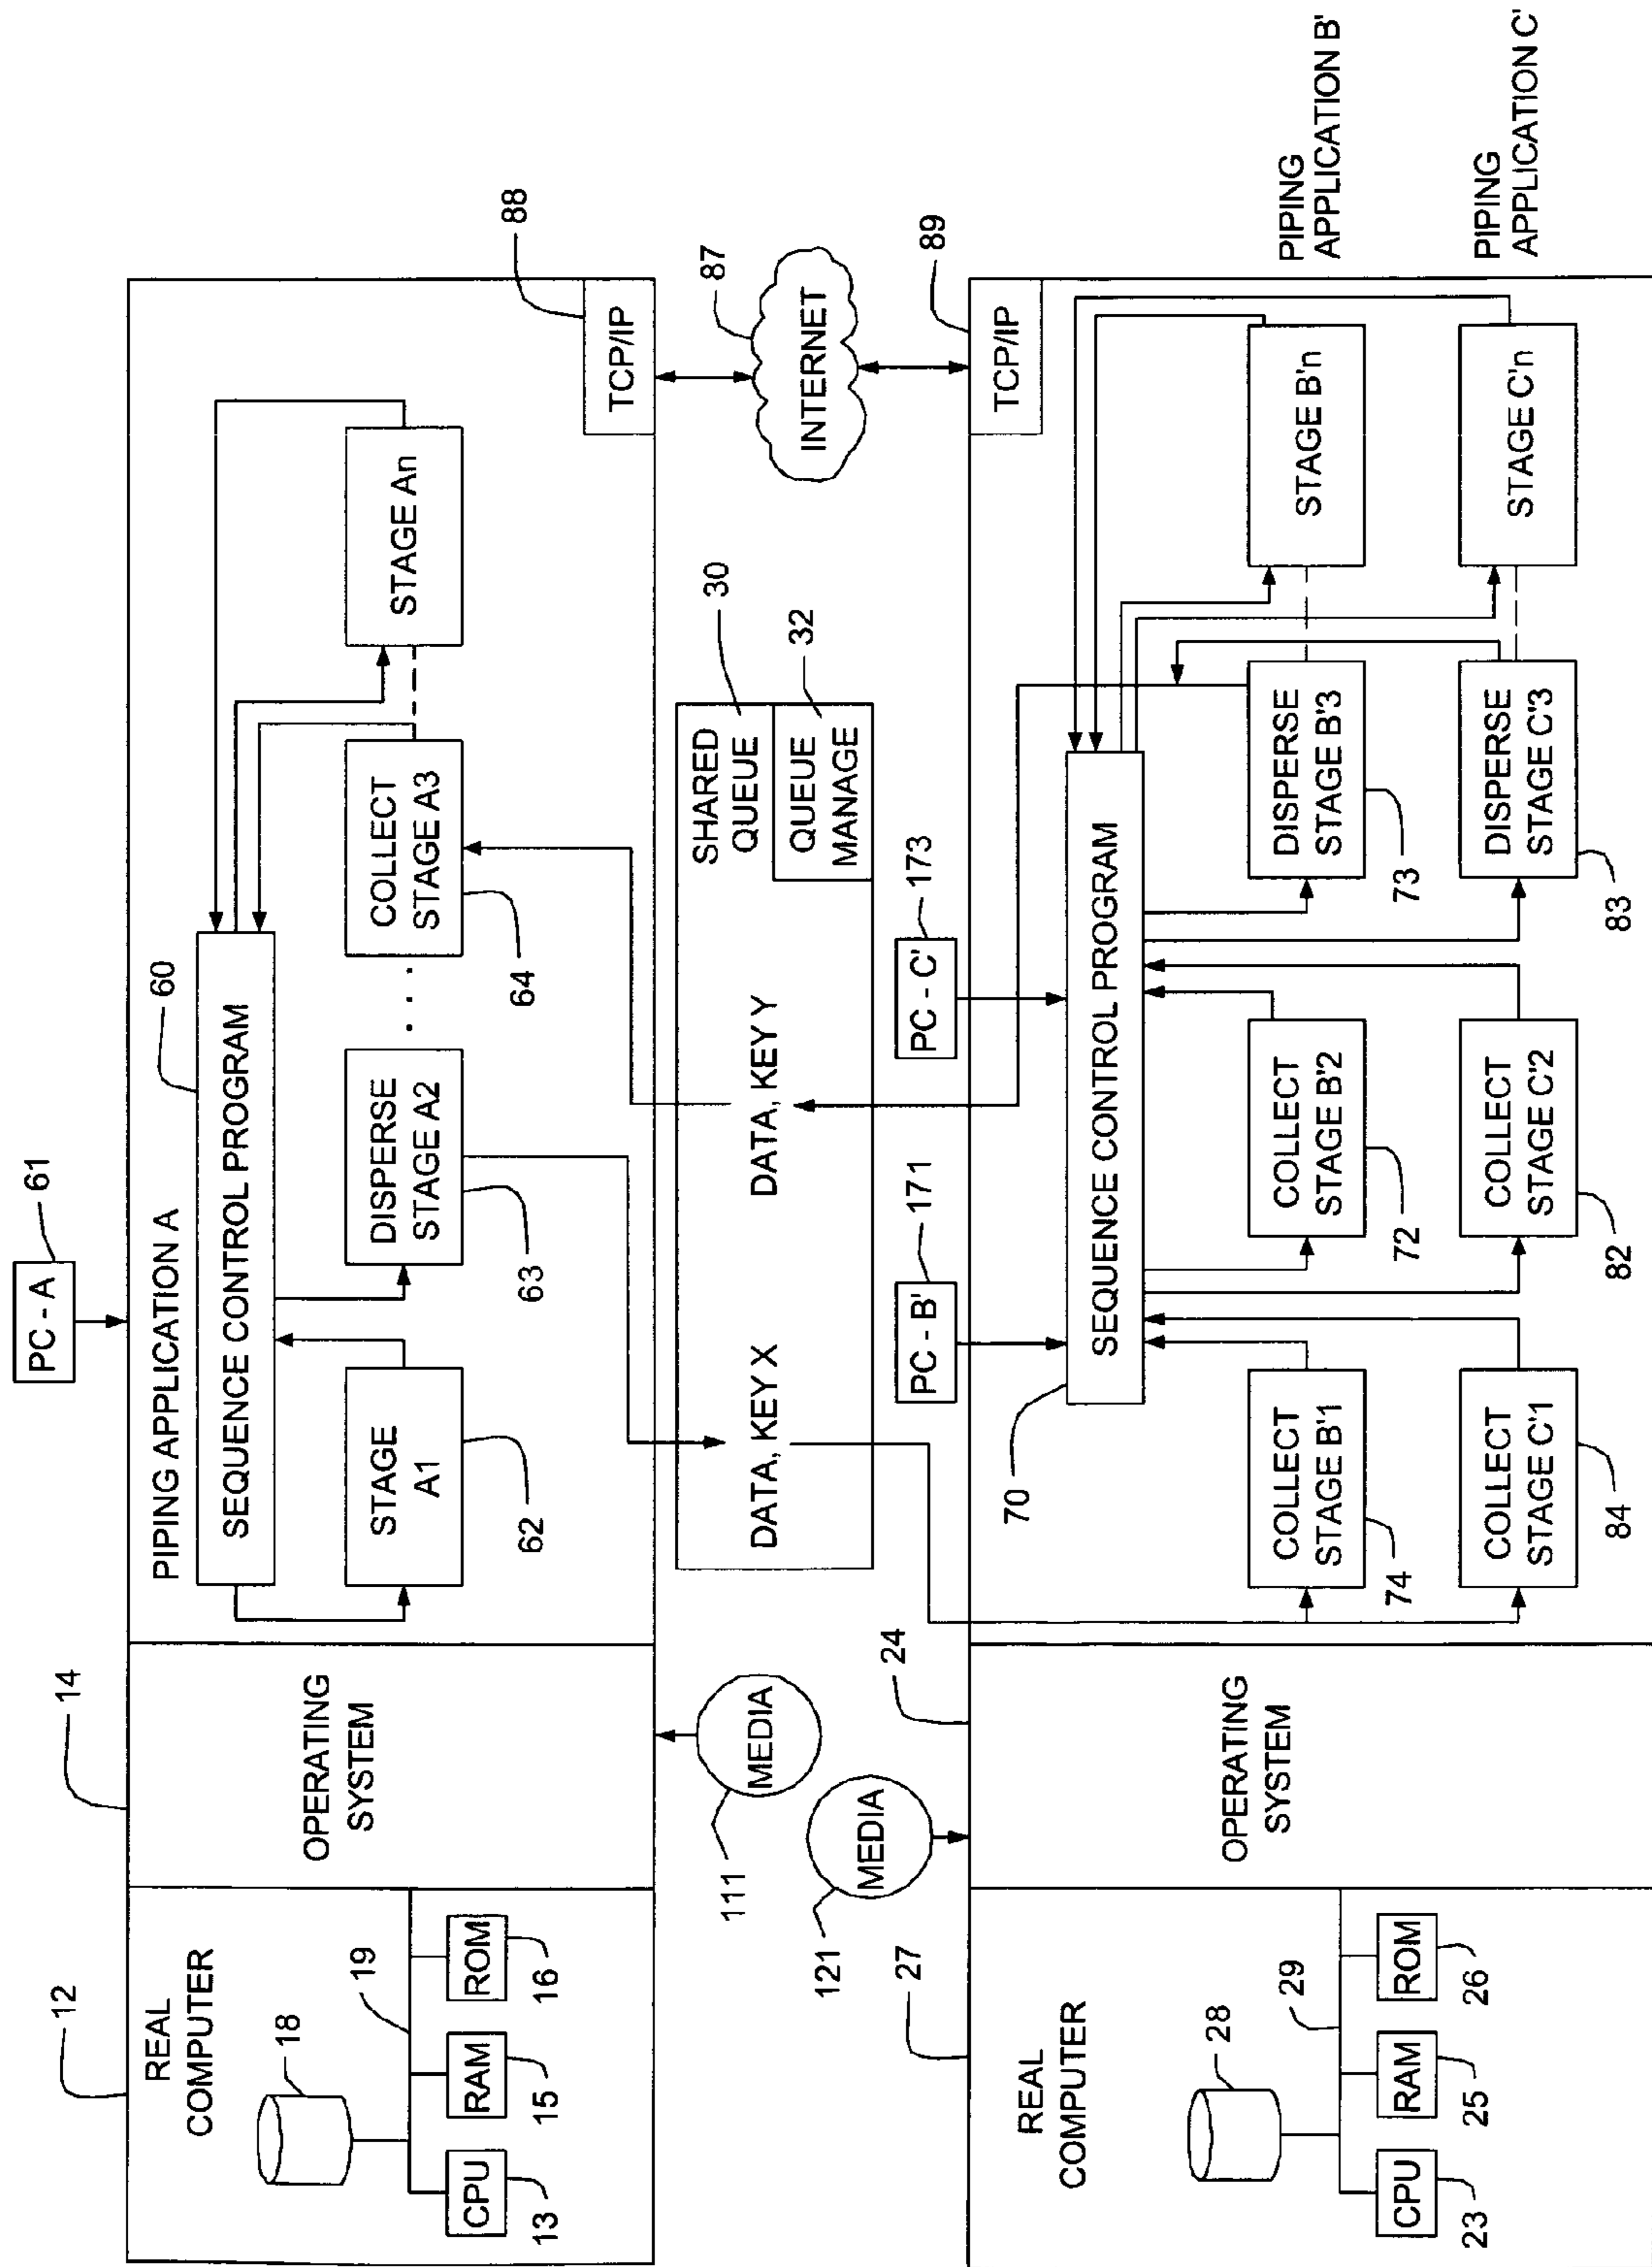 12
14
PC - A
61
REAL
COMPUTER
18
19
CPU
13
RAM
15
ROM
16
OPERATING
SYSTEM
PIPING APPLICATION A
60
SEQUENCE CONTROL PROGRAM
STAGE
A1
62
DISPERSE
STAGE A2
63
. . .
COLLECT
STAGE A3
64
STAGE An
TCP/IP
88
MEDIA
111
MEDIA
121
DATA, KEY X
DATA, KEY Y
SHARED
QUEUE
30
QUEUE
MANAGE
32
INTERNET
87
PC - B'
171
PC - C'
173
27
24
REAL
COMPUTER
28
29
CPU
23
RAM
25
ROM
26
OPERATING
SYSTEM
TCP/IP
89
70
SEQUENCE CONTROL PROGRAM
COLLECT
STAGE B'1
74
COLLECT
STAGE B'2
72
DISPERSE
STAGE B'3
73
STAGE B'n
PIPING
APPLICATION B'
COLLECT
STAGE C'1
84
COLLECT
STAGE C'2
82
DISPERSE
STAGE C'3
83
STAGE C'n
PIPING
APPLICATION C'